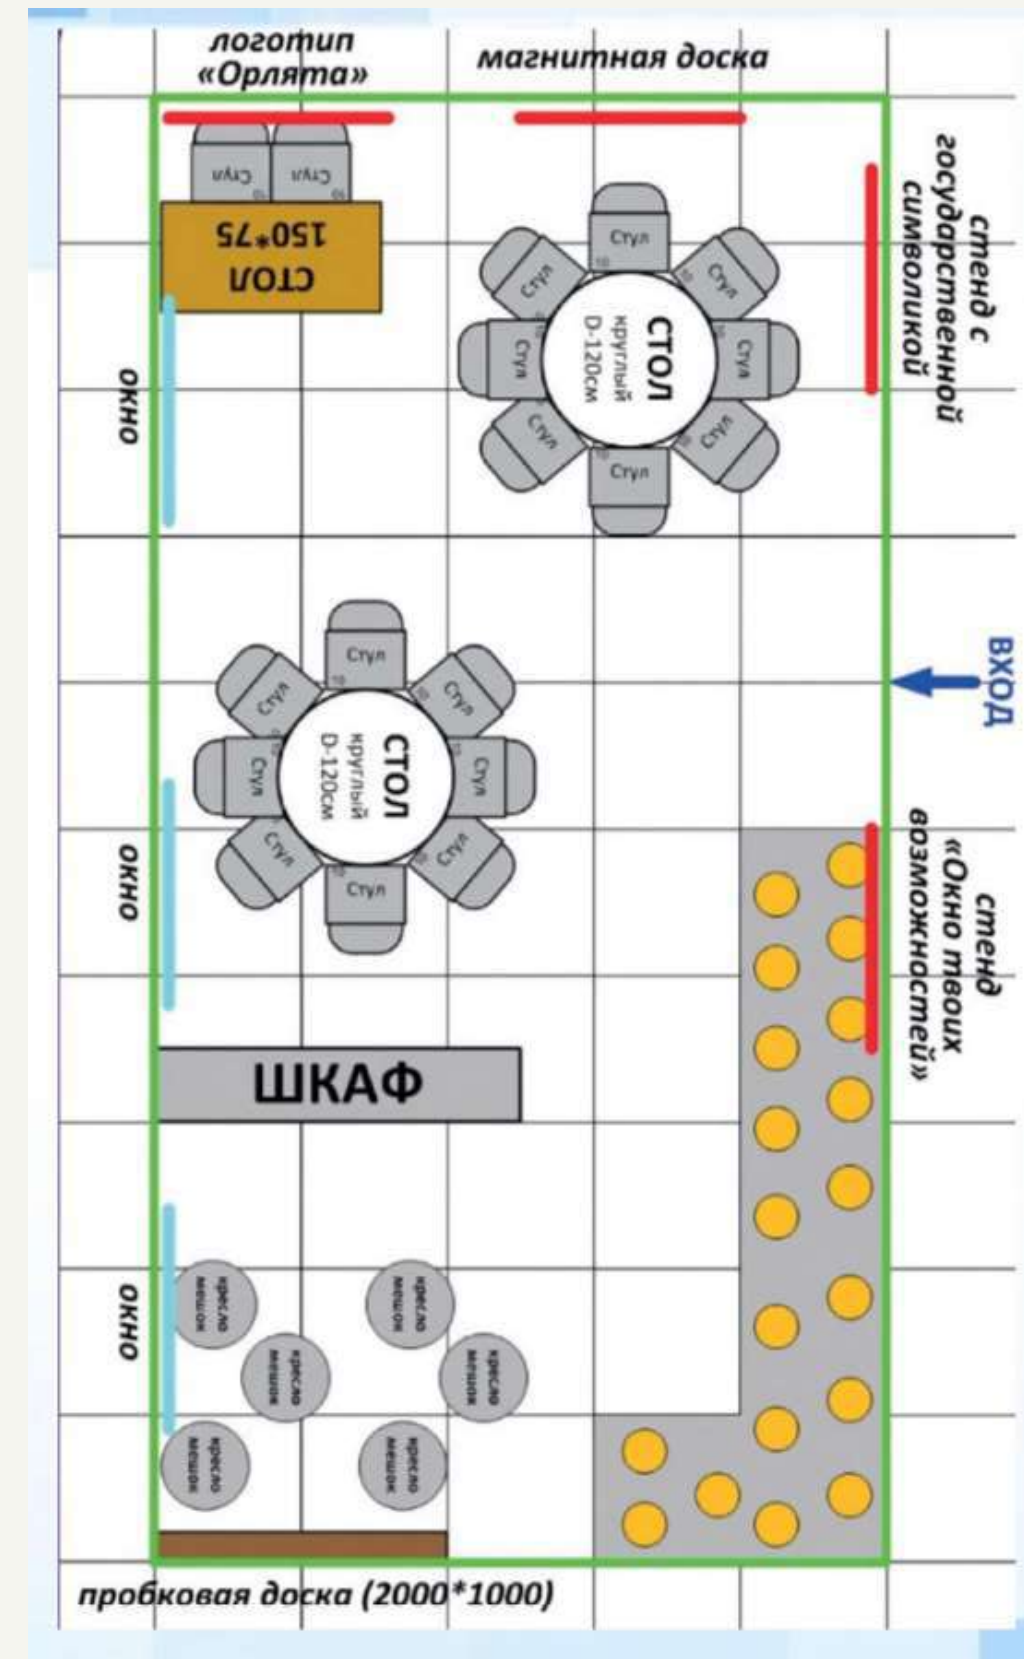 логотип
«Орлята»
магнитная доска
Стул
Стул
СТОЛ
150*75
Стул
Стул
Стул
Стул
Стул
Стул
Стул
Стул
СТОЛ
круглый
D-120см
стенд с
государственной
символикой
окно
ВХОД
Стул
Стул
Стул
Стул
Стул
Стул
Стул
Стул
СТОЛ
круглый
D-120см
окно
стенд
«Окно твоих
возможностей»
ШКАФ
окно
кресло
мешок
кресло
мешок
кресло
мешок
кресло
мешок
кресло
мешок
кресло
мешок
пробковая доска (2000*1000)